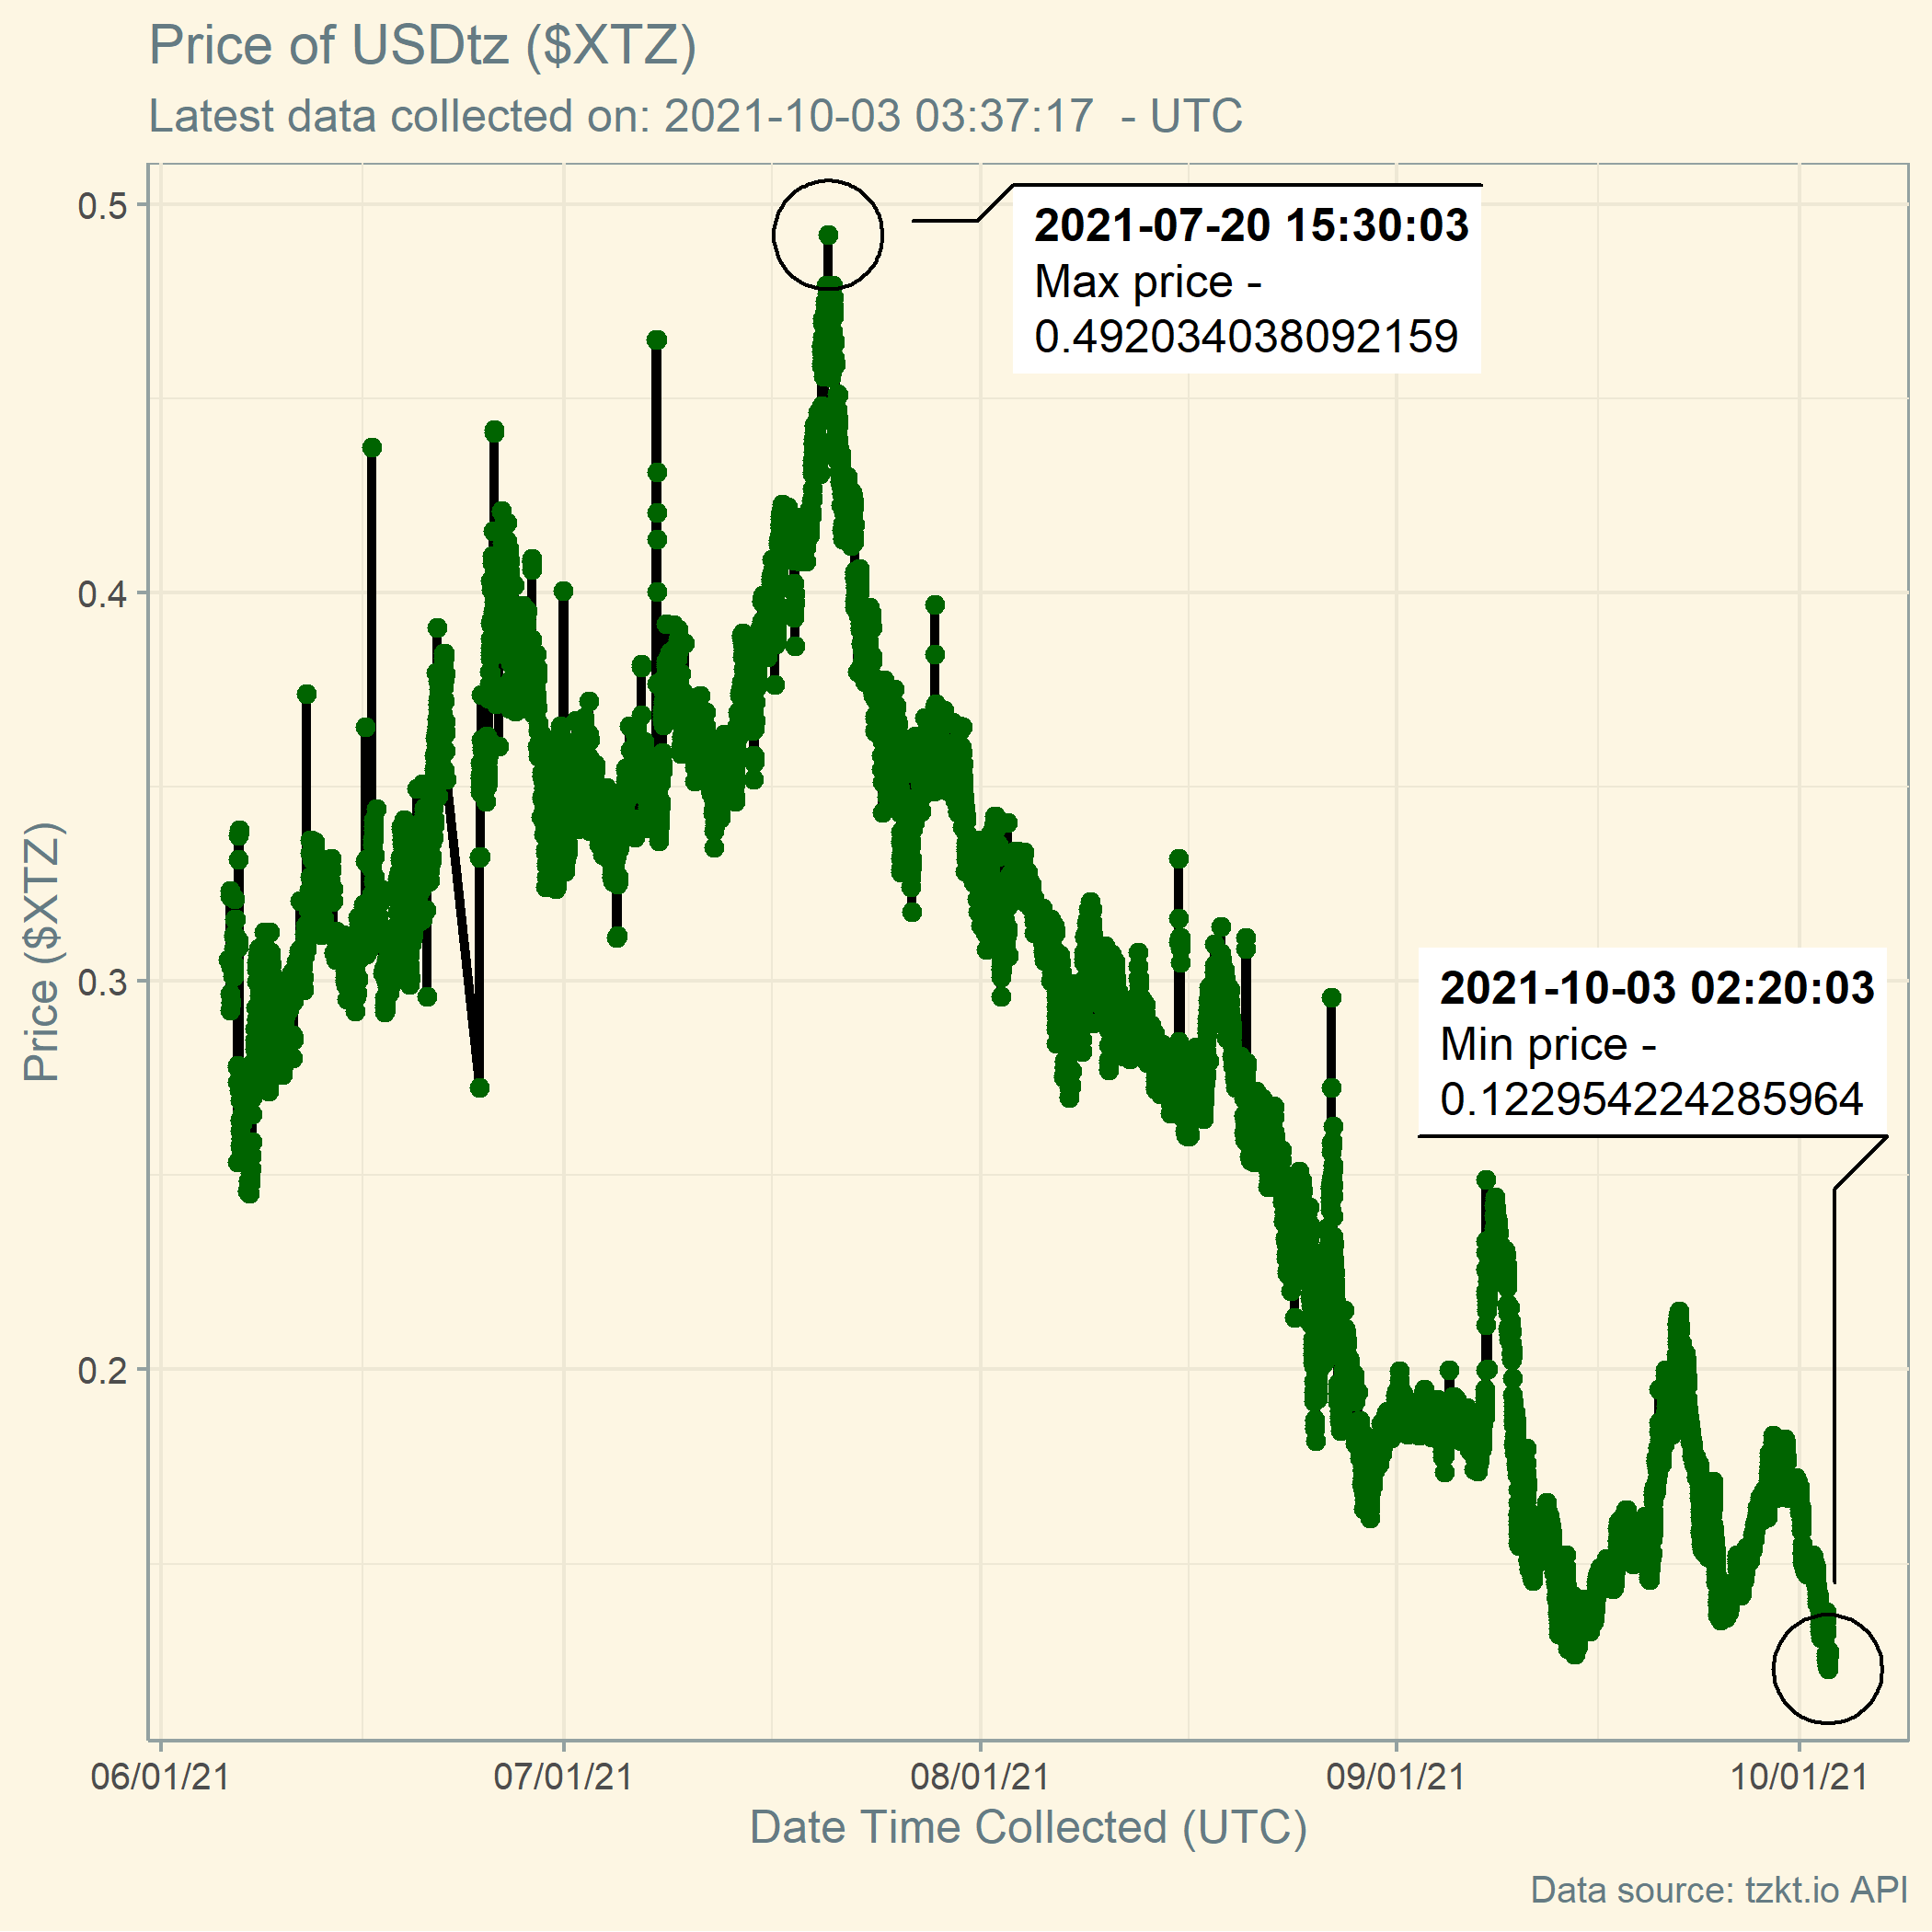 Price of USDtz ($XTZ)
Latest data collected on: 2021-10-03 03:37:17  - UTC
0.5
0.4
0.3
0.2
Price ($XTZ)
2021-07-20 15:30:03
Max price -
0.492034038092159
2021-10-03 02:20:03
Min price -
0.122954224285964
06/01/21
07/01/21
08/01/21
09/01/21
10/01/21
Date Time Collected (UTC)
Data source: tzkt.io API